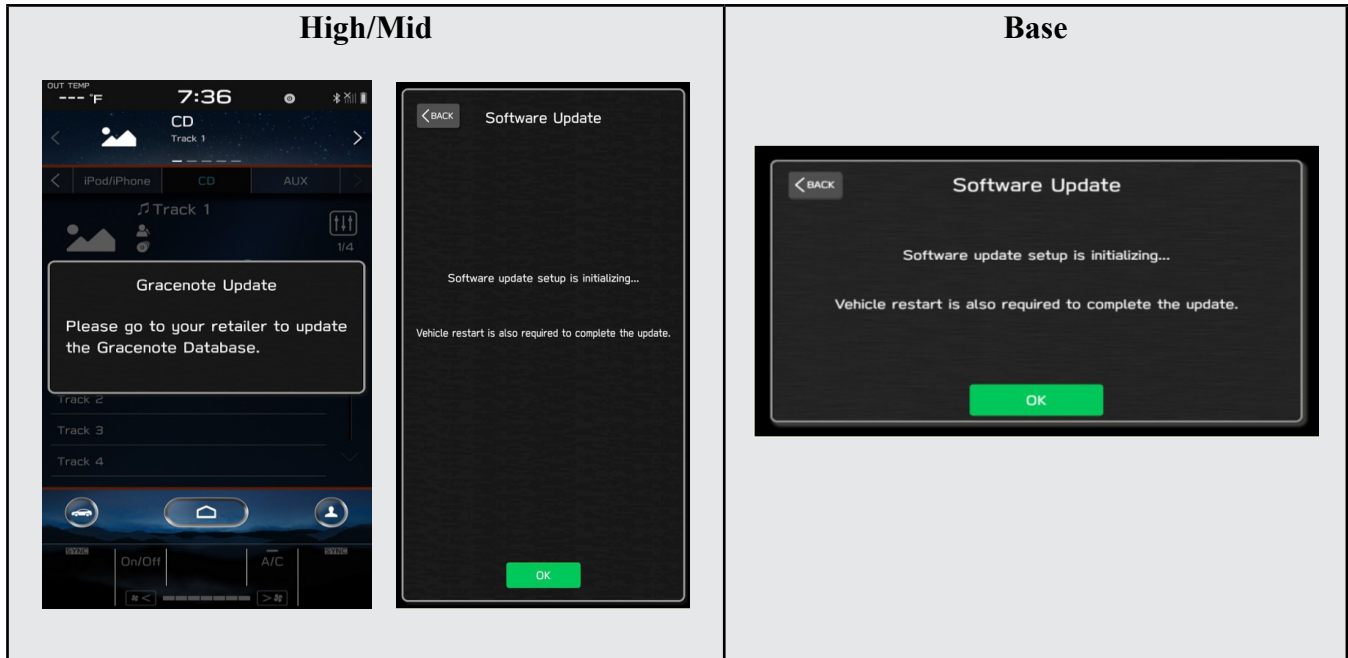 High/Mid
Base
OUT TEMP
--- °F
7:36
CD
Track 1
iPod/iPhone
CD
AUX
Track 1
1/4
Gracenote Update
Please go to your retailer to update
the Gracenote Database.
Track 2
Track 3
Track 4
SYNC
On/Off
A/C
SYNC
BACK
Software Update
Software update setup is initializing...
Vehicle restart is also required to complete the update.
OK
BACK
Software Update
Software update setup is initializing...
Vehicle restart is also required to complete the update.
OK